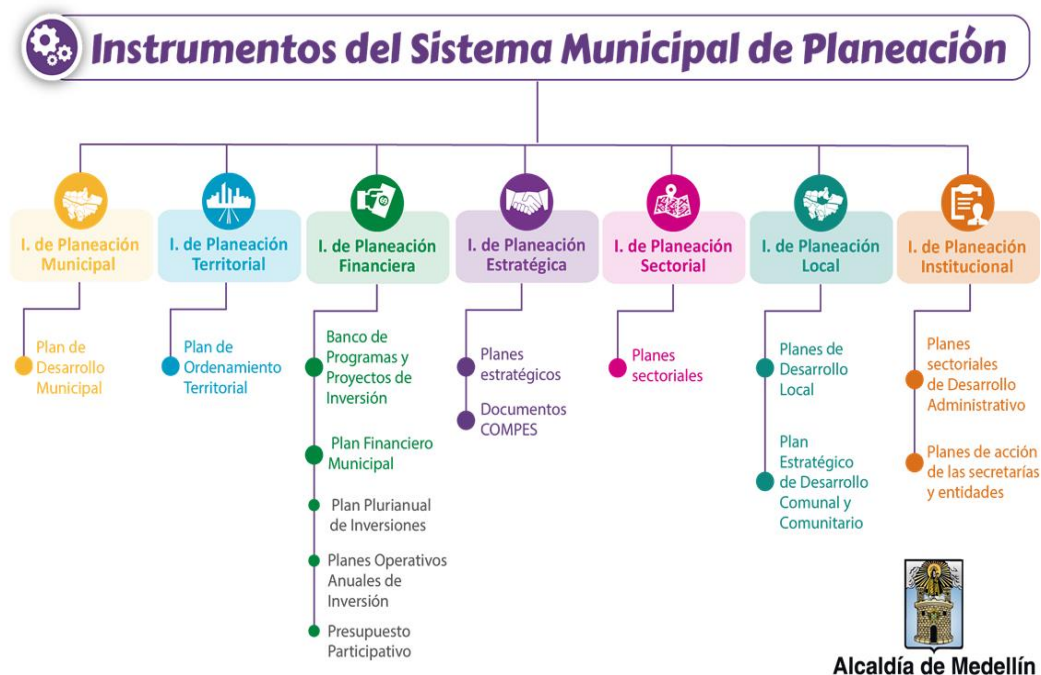 Instrumentos del Sistema Municipal de Planeación
I. de Planeación
Municipal
Plan de
Desarrollo
Municipal
I. de Planeación
Territorial
Plan de
Ordenamiento
Territorial
I. de Planeación
Financiera
Banco de
Programas y
Proyectos de
Inversión
Plan Financiero
Municipal
Plan Plurianual
de Inversiones
Planes Operativos
Anuales de
Inversión
Presupuesto
Participativo
I. de Planeación
Estratégica
Planes
estratégicos
Documentos
COMPES
I. de Planeación
Sectorial
Planes
sectoriales
I. de Planeación
Local
Planes de
Desarrollo
Local
Plan
Estratégico
de Desarrollo
Comunal y
Comunitario
I. de Planeación
Institucional
Planes
sectoriales
de Desarrollo
Administrativo
Planes de acción
de las secretarías
y entidades
Alcaldía de Medellín